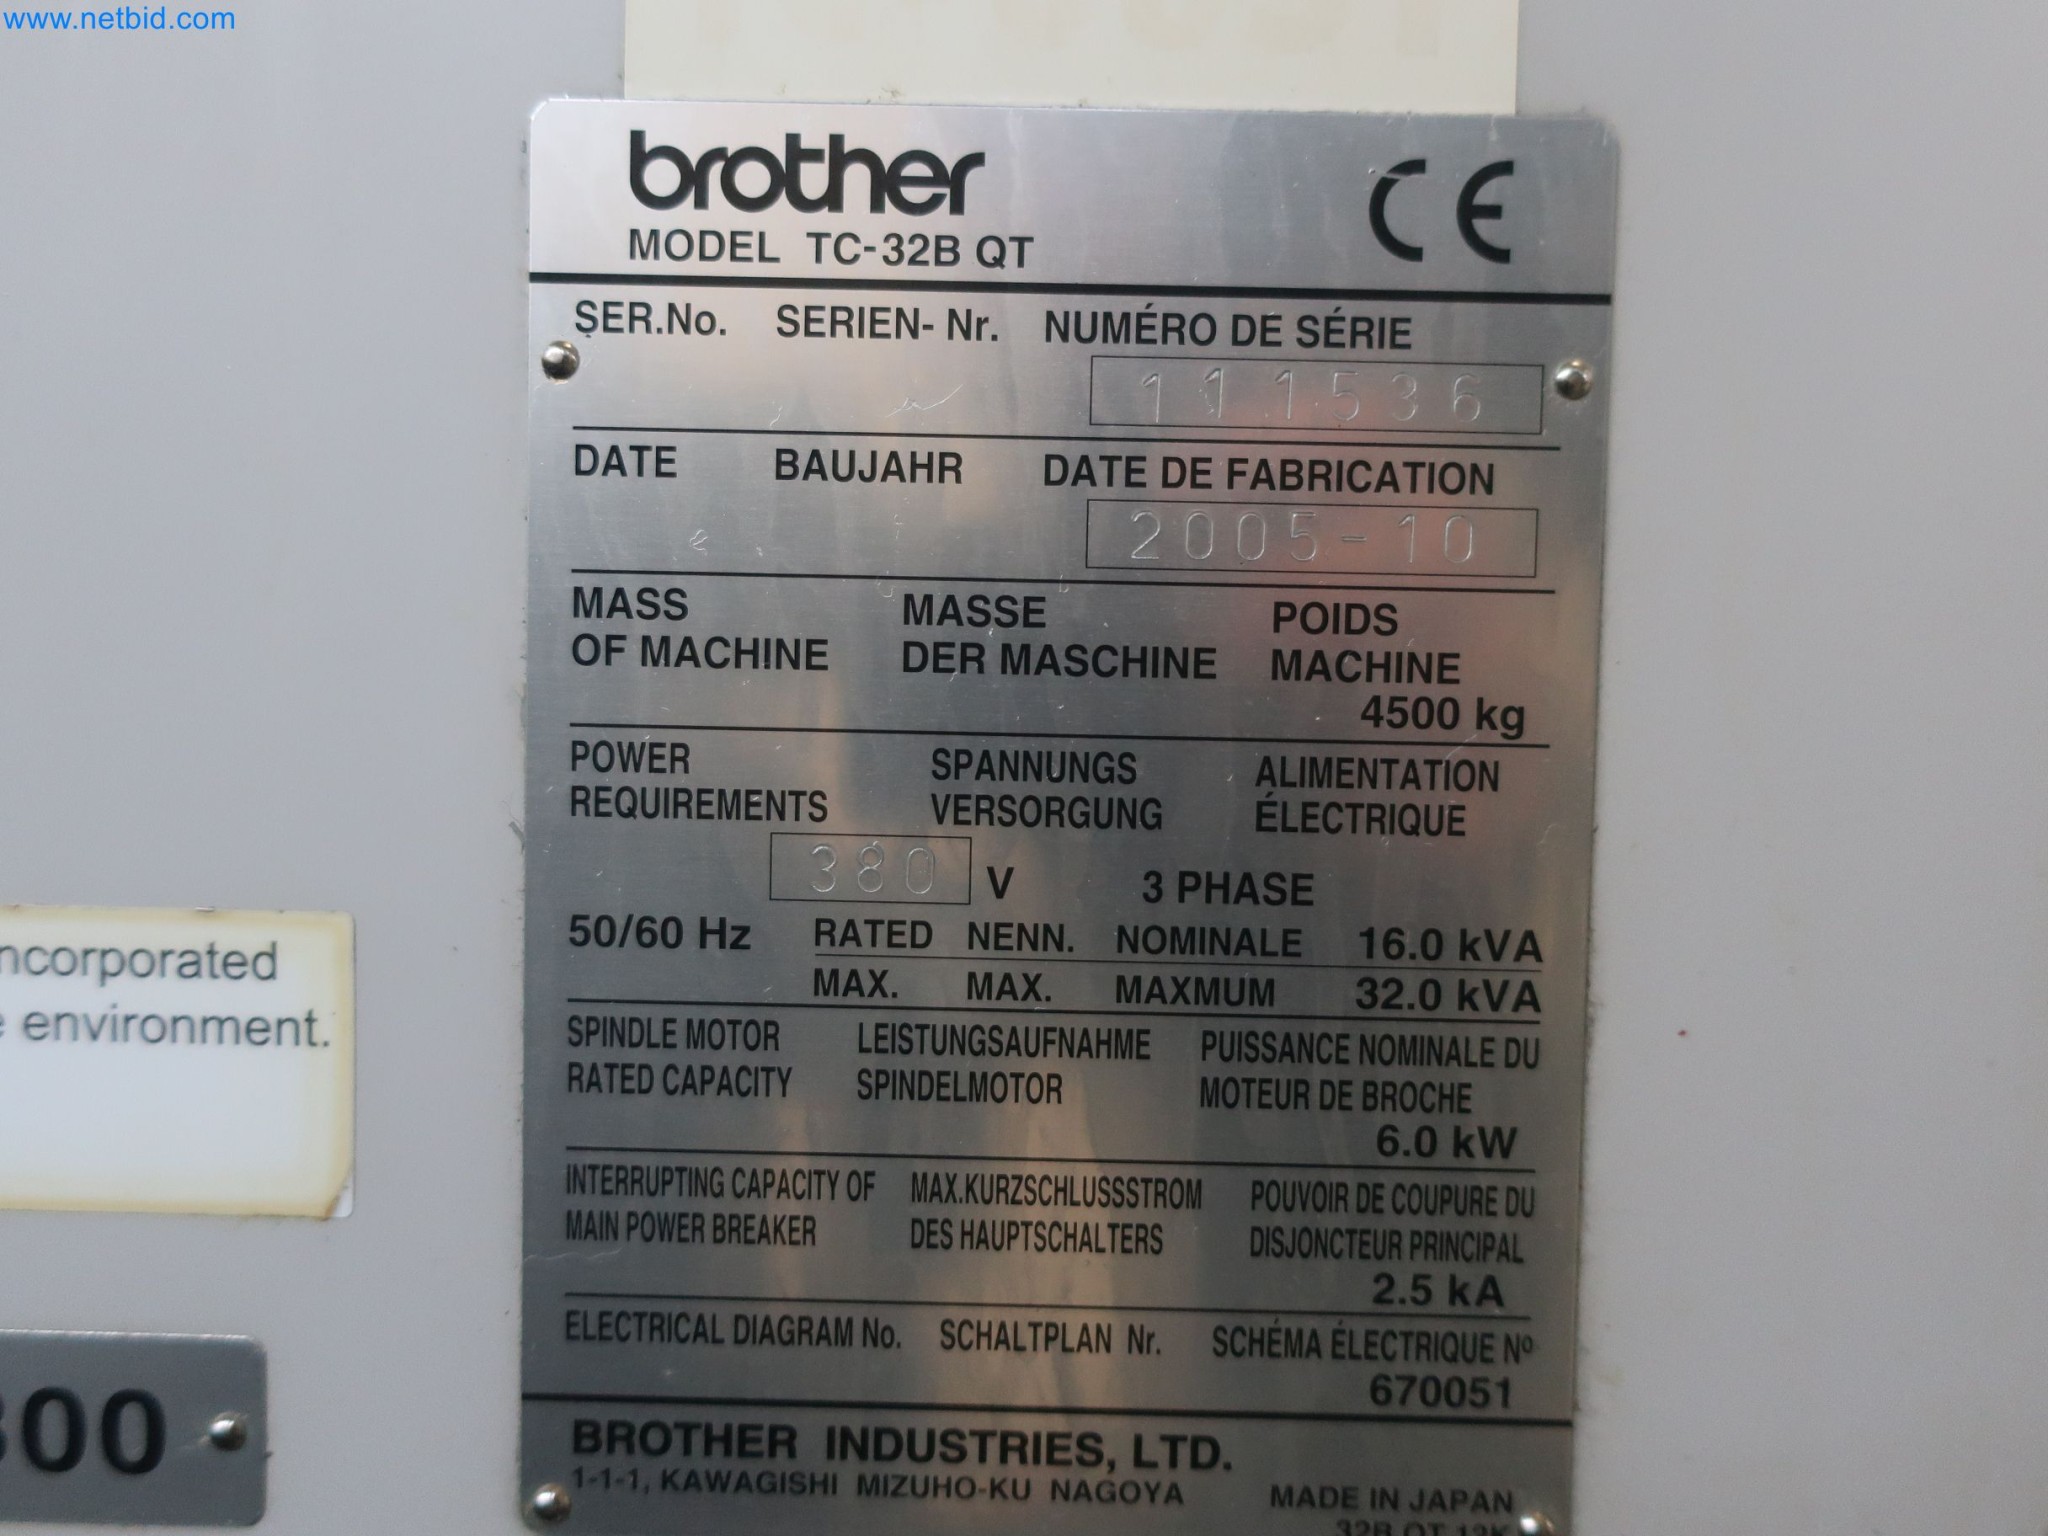 www.netbid.com
brother
CE
MODEL TC-32B QT
SER.No. SERIEN- Nr. NUMÉRO DE SÉRIE
111536
DATE BAUJAHR DATE DE FABRICATION
2005-10
MASS MASSE POIDS
OF MACHINE DER MASCHINE MACHINE
4500 kg
POWER SPANNUNGS ALIMENTATION
REQUIREMENTS VERSORGUNG ÉLECTRIQUE
380 V 3 PHASE
50/60 Hz RATED NENN. NOMINALE 16.0 kVA
MAX. MAX. MAXMUM 32.0 kVA
SPINDLE MOTOR LEISTUNGSAUFNAHME PUISSANCE NOMINALE DU
RATED CAPACITY SPINDELMOTOR MOTEUR DE BROCHE
6.0 kW
INTERRUPTING CAPACITY OF MAX.KURZSCHLUSSSTROM POUVOIR DE COUPURE DU
MAIN POWER BREAKER DES HAUPTSCHALTERS DISJONCTEUR PRINCIPAL
2.5 kA
ELECTRICAL DIAGRAM No. SCHALTPLAN Nr. SCHÉMA ÉLECTRIQUE Nº
670051
BROTHER INDUSTRIES, LTD.
1-1-1, KAWAGISHI MIZUHO-KU NAGOYA MADE IN JAPAN
32B QT
ncorporated
environment.
00